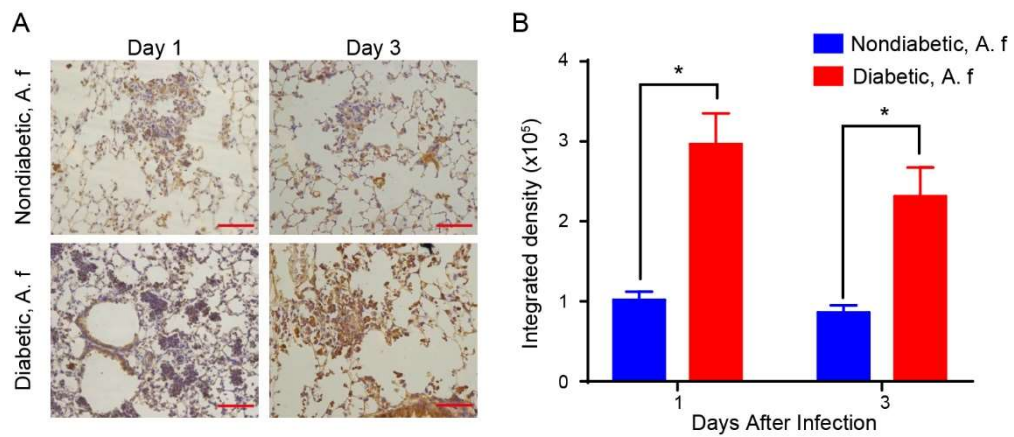 A
Day 1
Day 3
Nondiabetic, A. f
Diabetic, A. f
B
Nondiabetic, A. f
Diabetic, A. f
Integrated density (x10⁵)
4
3
2
1
0
*
*
1
3
Days After Infection